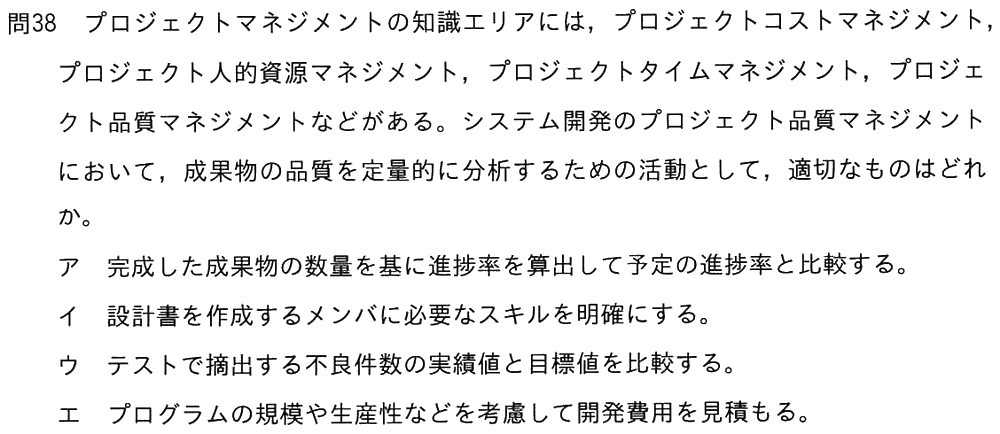 問38 プロジェクトマネジメントの知識エリアには，プロジェクトコストマネジメント，
プロジェクト人的資源マネジメント，プロジェクトタイムマネジメント，プロジェ
クト品質マネジメントなどがある。システム開発のプロジェクト品質マネジメント
において，成果物の品質を定量的に分析するための活動として，適切なものはどれ
か。
ア 完成した成果物の数量を基に進捗率を算出して予定の進捗率と比較する。
イ 設計書を作成するメンバに必要なスキルを明確にする。
ウ テストで摘出する不良件数の実績値と目標値を比較する。
エ プログラムの規模や生産性などを考慮して開発費用を見積もる。